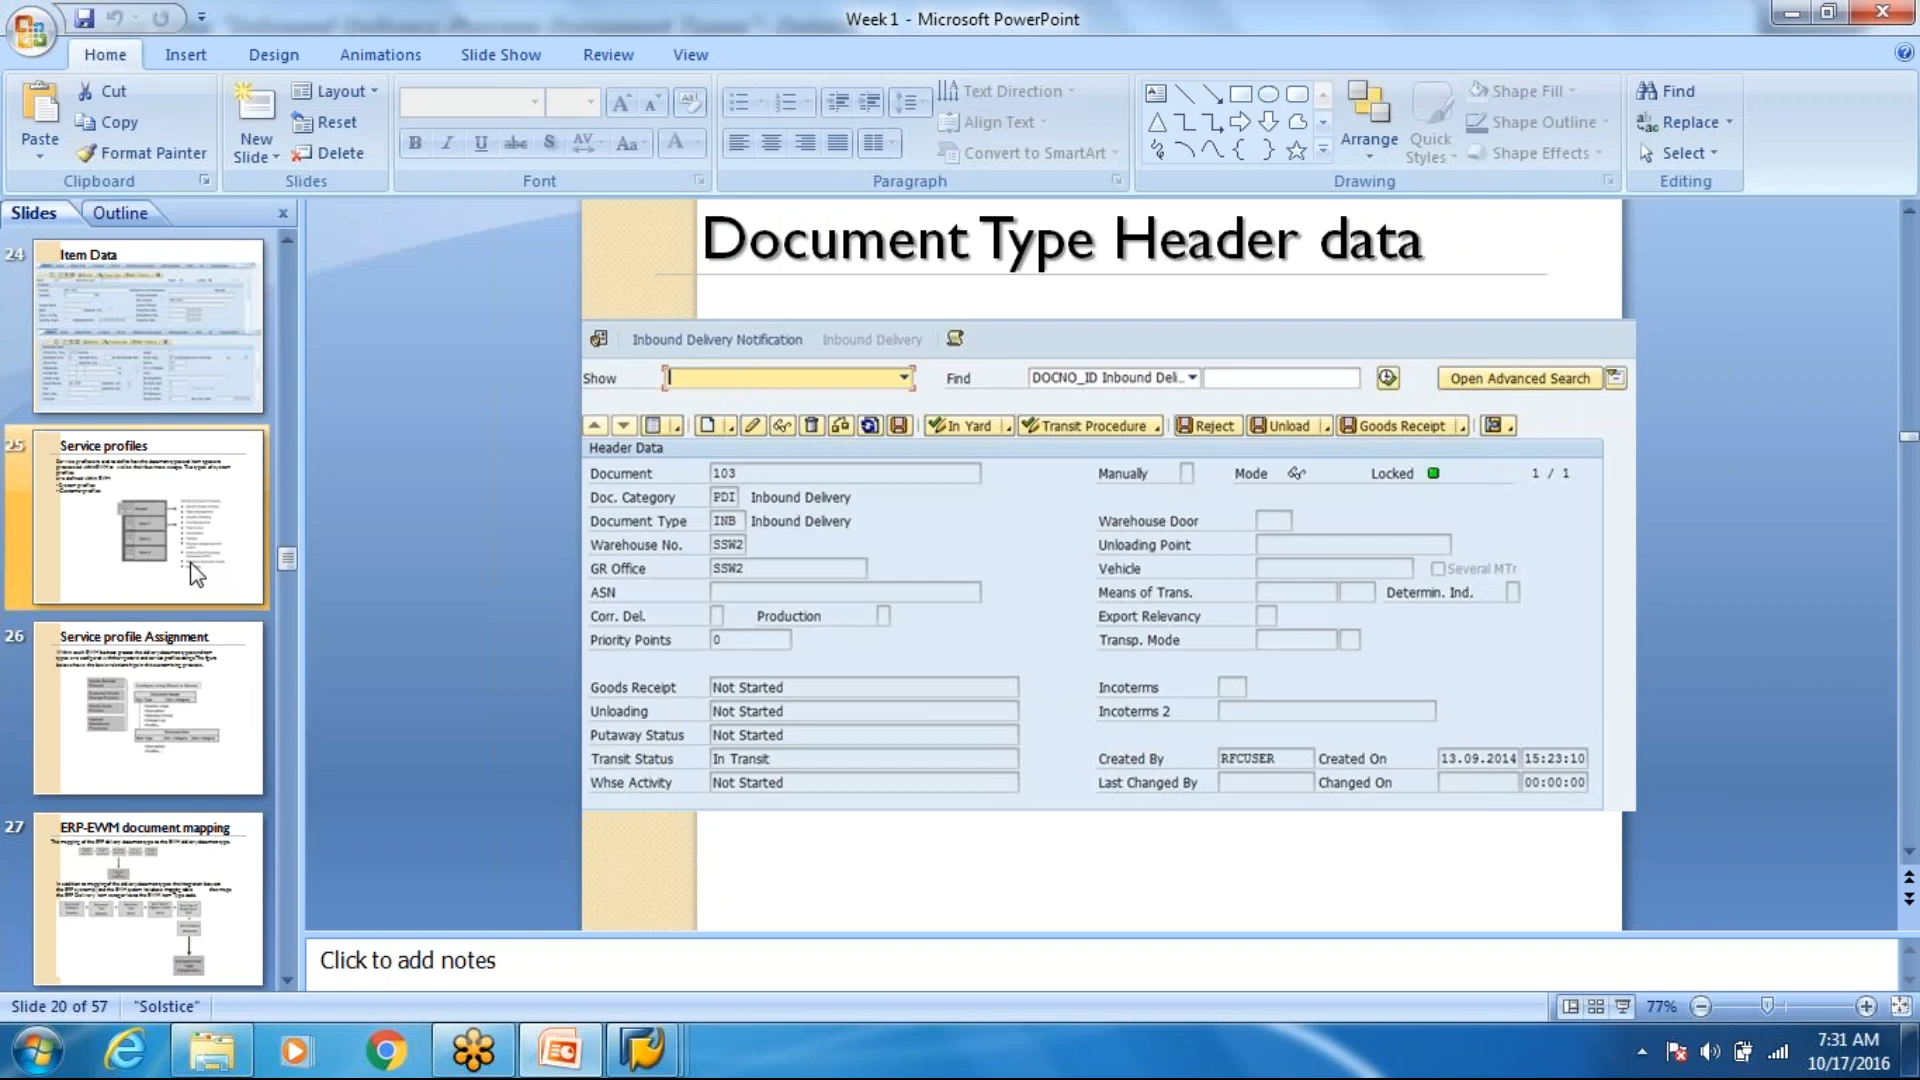 Week 1 - Microsoft PowerPoint
Home Insert Design Animations Slide Show Review View
Paste
Cut
Copy
Format Painter
Clipboard
New Slide
Layout
Reset
Delete
Slides
Font
Text Direction
Align Text
Convert to SmartArt
Paragraph
Arrange
Quick Styles
Shape Fill
Shape Outline
Shape Effects
Drawing
Find
Replace
Select
Editing
Slides Outline
24
Item Data
25
Service profiles
26
Service profile Assignment
27
ERP-EWM document mapping
Document Type Header data
Inbound Delivery Notification Inbound Delivery
Show Find DOCNO_ID Inbound Deli... Open Advanced Search
In Yard Transit Procedure Reject Unload Goods Receipt
Header Data
Document 103 Manually Mode Locked 1 / 1
Doc. Category PDI Inbound Delivery
Document Type INB Inbound Delivery Warehouse Door
Warehouse No. SSW2 Unloading Point
GR Office SSW2 Vehicle Several MTr
ASN Means of Trans. Determin. Ind.
Corr. Del. Production Export Relevancy
Priority Points 0 Transp. Mode
Goods Receipt Not Started Incoterms
Unloading Not Started Incoterms 2
Putaway Status Not Started
Transit Status In Transit Created By RFCUSER Created On 13.09.2014 15:23:10
Whse Activity Not Started Last Changed By Changed On 00:00:00
Click to add notes
Slide 20 of 57 "Solstice" 77%
7:31 AM
10/17/2016